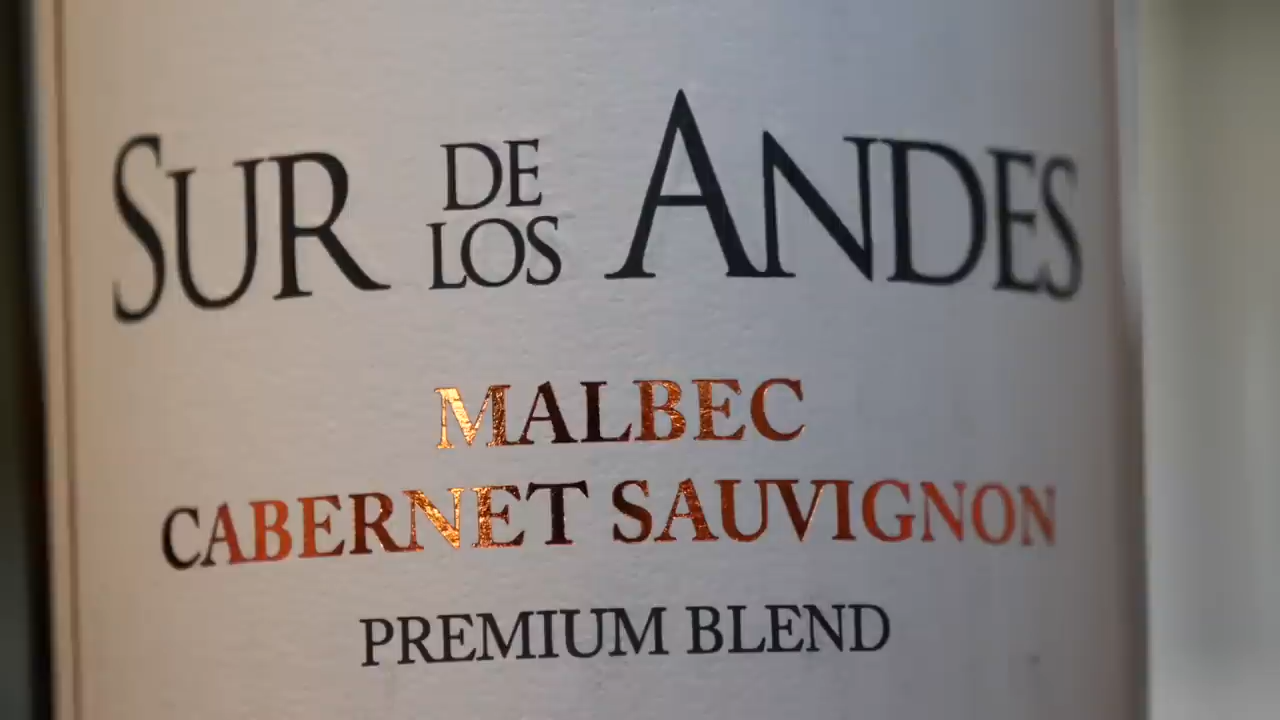 SUR DE LOS ANDES
MALBEC
CABERNET SAUVIGNON
PREMIUM BLEND